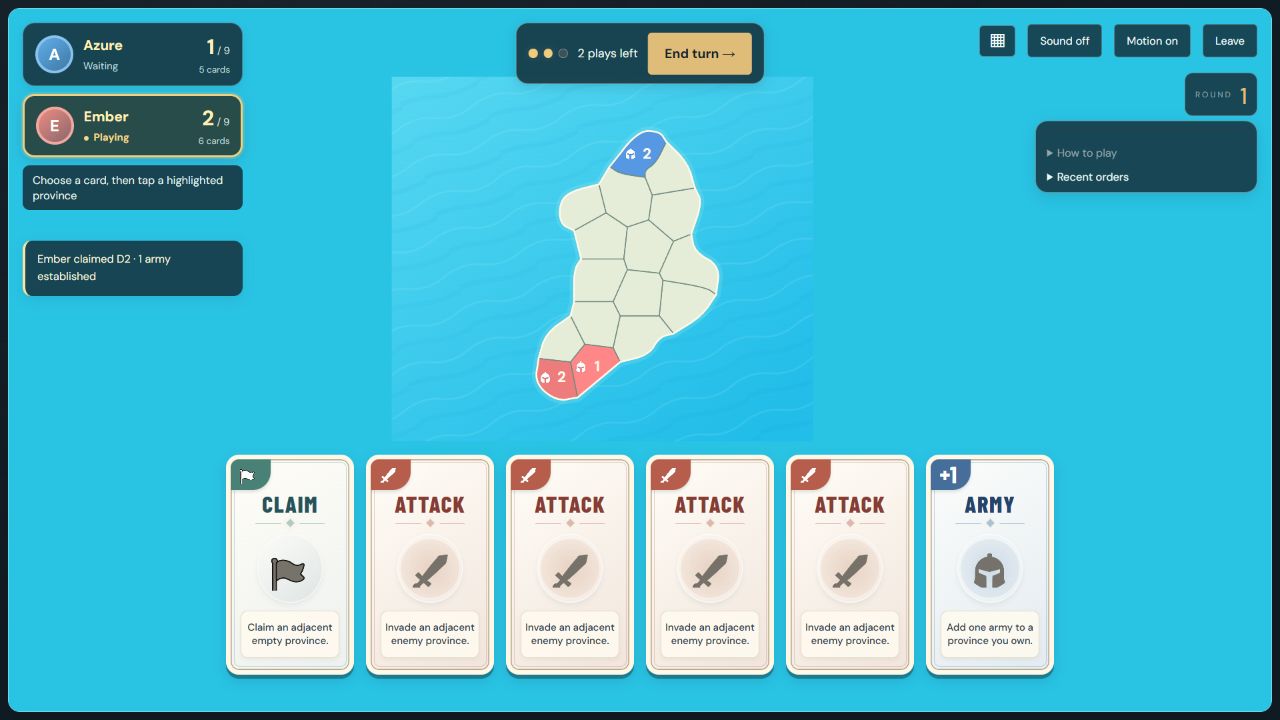 A
Azure
Waiting
1 / 9
5 cards
E
Ember
Playing
2 / 9
6 cards
Choose a card, then tap a highlighted
province
Ember claimed D2 · 1 army
established
2 plays left
End turn →
Sound off
Motion on
Leave
ROUND 1
How to play
Recent orders
2
2
1
CLAIM
Claim an adjacent
empty province.
ATTACK
Invade an adjacent
enemy province.
ATTACK
Invade an adjacent
enemy province.
ATTACK
Invade an adjacent
enemy province.
ATTACK
Invade an adjacent
enemy province.
+1
ARMY
Add one army to a
province you own.